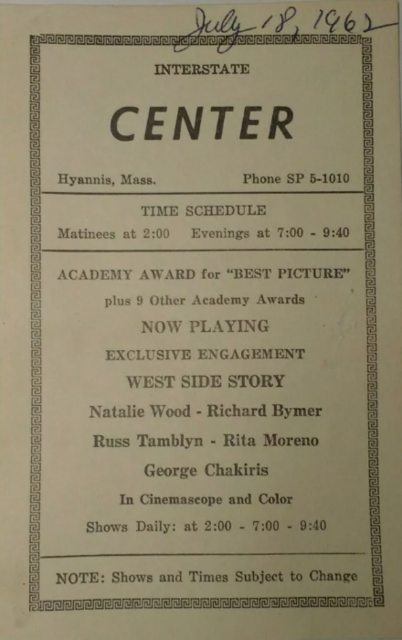 July 18, 1962
INTERSTATE
CENTER
Hyannis, Mass. Phone SP 5-1010
TIME SCHEDULE
Matinees at 2:00 Evenings at 7:00 - 9:40
ACADEMY AWARD for "BEST PICTURE"
plus 9 Other Academy Awards
NOW PLAYING
EXCLUSIVE ENGAGEMENT
WEST SIDE STORY
Natalie Wood - Richard Bymer
Russ Tamblyn - Rita Moreno
George Chakiris
In Cinemascope and Color
Shows Daily: at 2:00 - 7:00 - 9:40
NOTE: Shows and Times Subject to Change